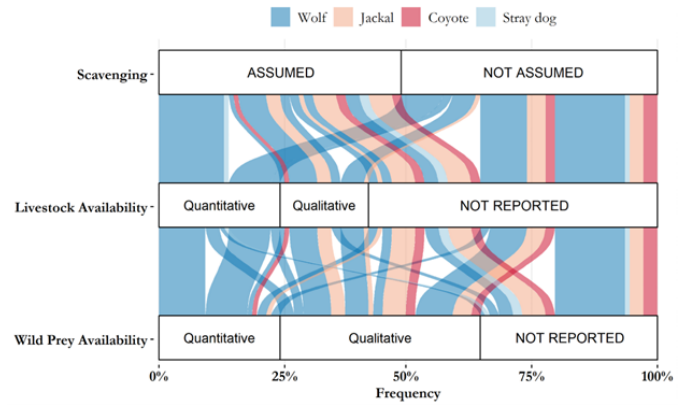 Wolf Jackal Coyote Stray dog
Scavenging ASSUMED NOT ASSUMED
Livestock Availability Quantitative Qualitative NOT REPORTED
Wild Prey Availability Quantitative Qualitative NOT REPORTED
0% 25% 50% 75% 100%
Frequency